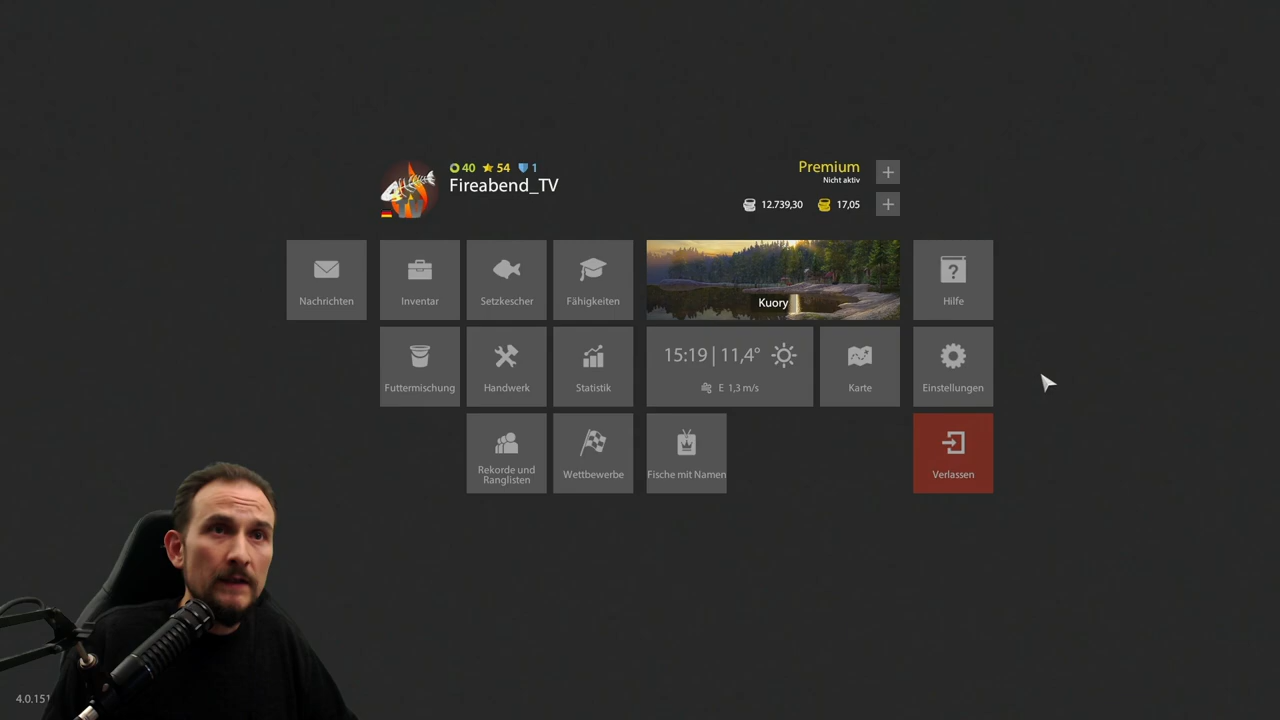 40 54 1
Fireabend_TV
Premium
Nicht aktiv
12.739,30 17,05
Nachrichten
Inventar
Setzkescher
Fähigkeiten
Kuory
Hilfe
Futtermischung
Handwerk
Statistik
15:19 | 11,4°
E 1,3 m/s
Karte
Einstellungen
Rekorde und
Ranglisten
Wettbewerbe
Fische mit Namen
Verlassen
4.0.151